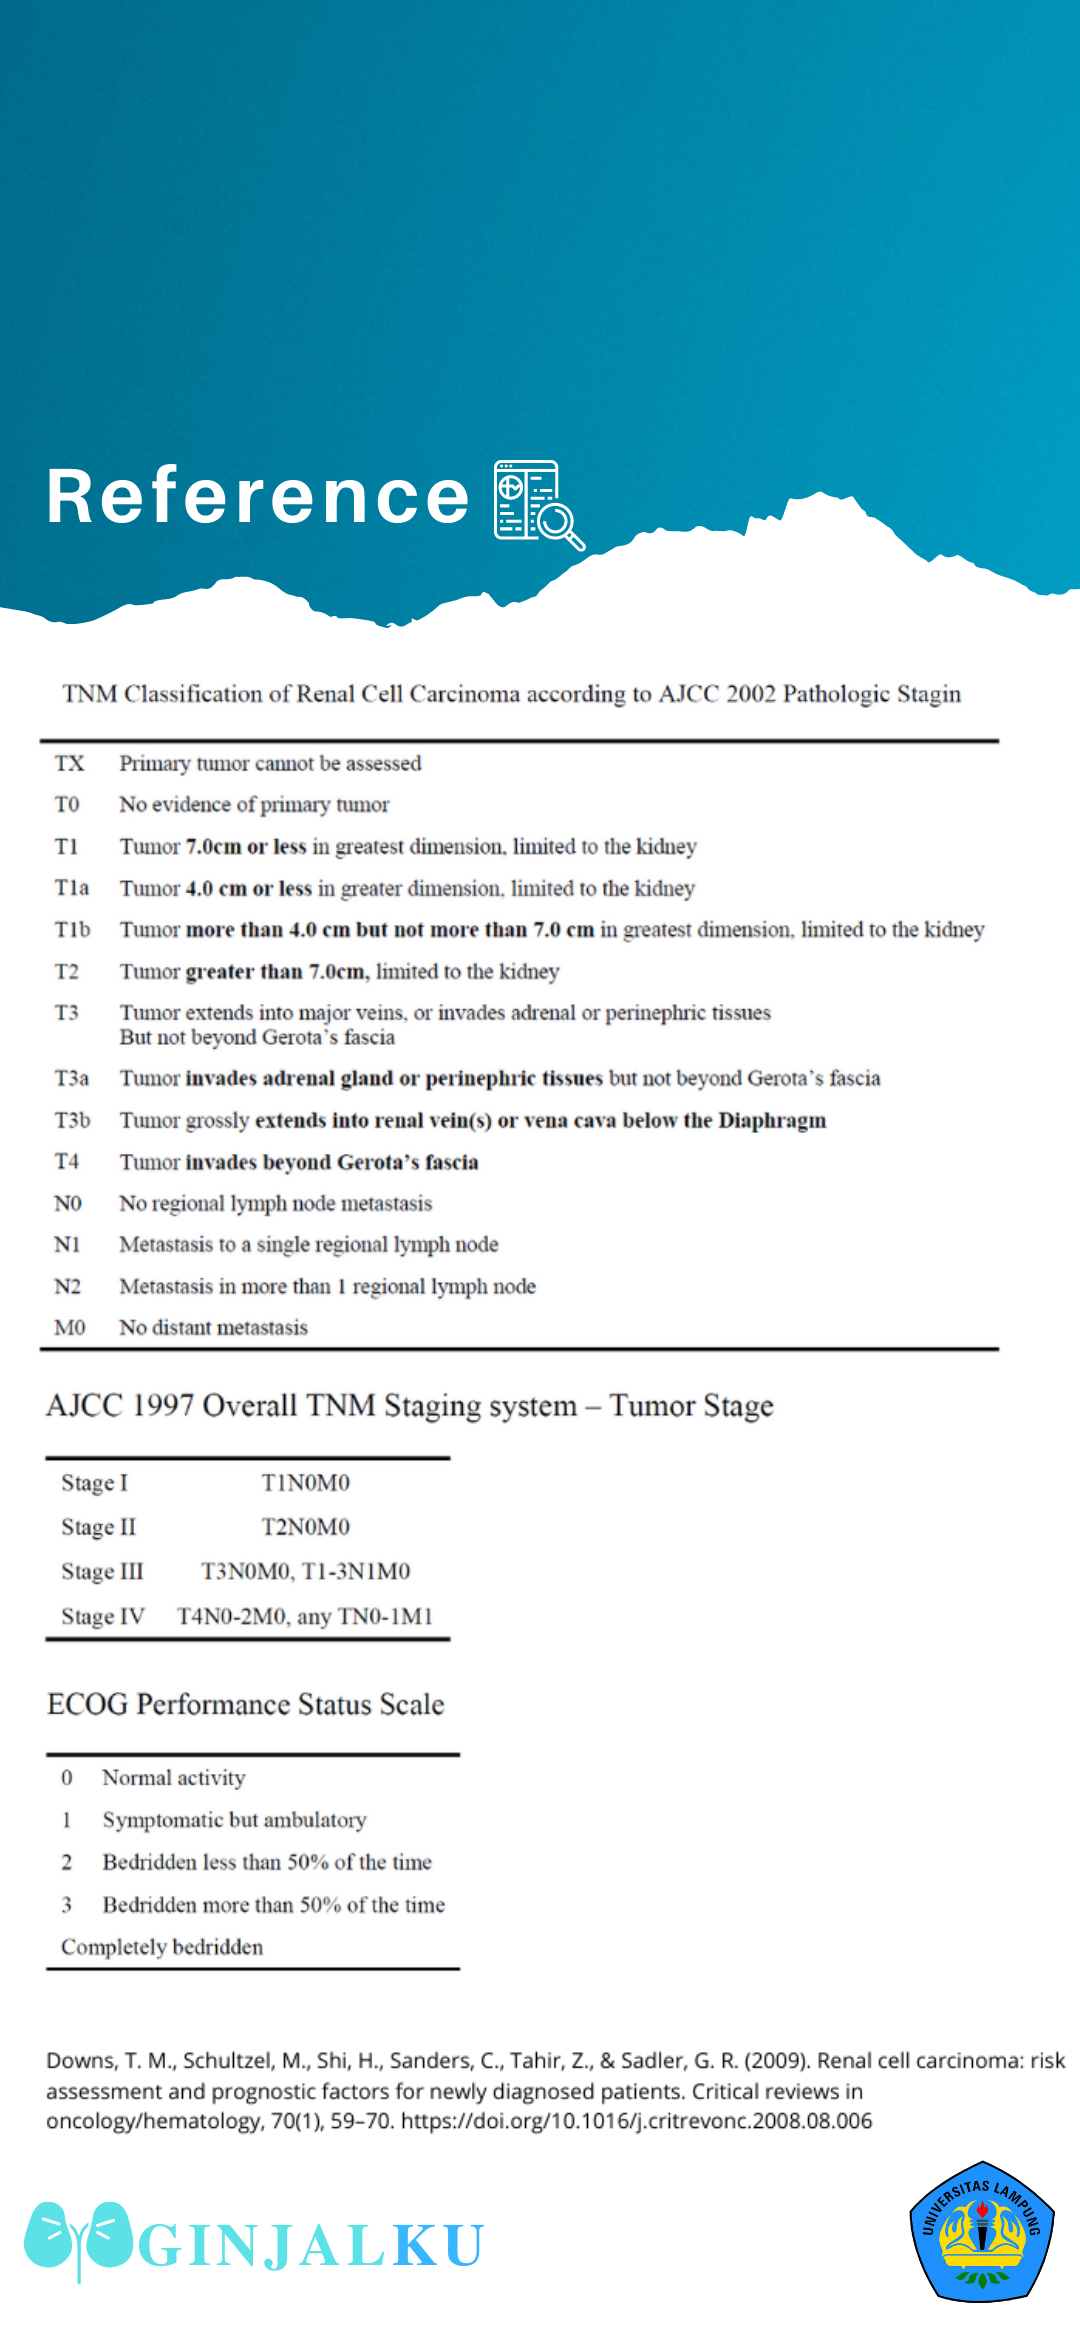 Reference
TNM Classification of Renal Cell Carcinoma according to AJCC 2002 Pathologic Stagin
TX Primary tumor cannot be assessed
T0 No evidence of primary tumor
T1 Tumor 7.0cm or less in greatest dimension, limited to the kidney
T1a Tumor 4.0 cm or less in greater dimension, limited to the kidney
T1b Tumor more than 4.0 cm but not more than 7.0 cm in greatest dimension, limited to the kidney
T2 Tumor greater than 7.0cm, limited to the kidney
T3 Tumor extends into major veins, or invades adrenal or perinephric tissues
But not beyond Gerota's fascia
T3a Tumor invades adrenal gland or perinephric tissues but not beyond Gerota's fascia
T3b Tumor grossly extends into renal vein(s) or vena cava below the Diaphragm
T4 Tumor invades beyond Gerota's fascia
N0 No regional lymph node metastasis
N1 Metastasis to a single regional lymph node
N2 Metastasis in more than 1 regional lymph node
M0 No distant metastasis
AJCC 1997 Overall TNM Staging system – Tumor Stage
Stage I T1N0M0
Stage II T2N0M0
Stage III T3N0M0, T1-3N1M0
Stage IV T4N0-2M0, any TN0-1M1
ECOG Performance Status Scale
0 Normal activity
1 Symptomatic but ambulatory
2 Bedridden less than 50% of the time
3 Bedridden more than 50% of the time
Completely bedridden
Downs, T. M., Schultzel, M., Shi, H., Sanders, C., Tahir, Z., & Sadler, G. R. (2009). Renal cell carcinoma: risk
assessment and prognostic factors for newly diagnosed patients. Critical reviews in
oncology/hematology, 70(1), 59–70. https://doi.org/10.1016/j.critrevonc.2008.08.006
GINJALKU
UNIVERSITAS LAMPUNG